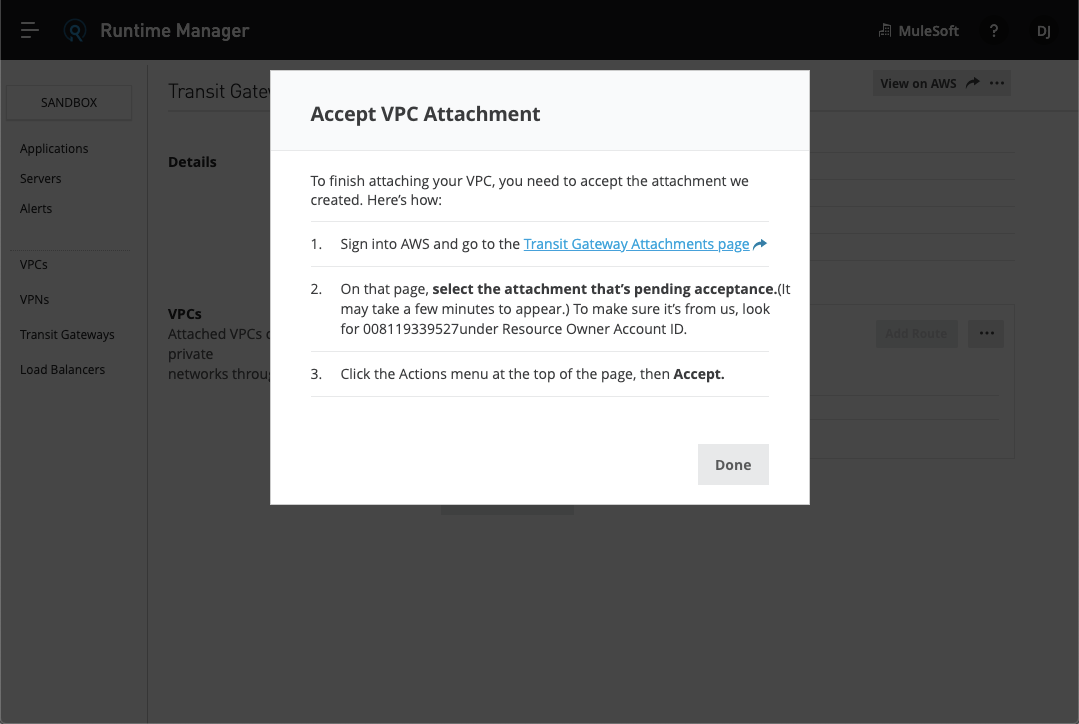 Runtime Manager
MuleSoft
?
DJ
SANDBOX
Applications
Servers
Alerts
VPCs
VPNs
Transit Gateways
Load Balancers
Transit
View on AWS
Details
VPCs
Attached VPCs
private
networks
Add Route
Accept VPC Attachment
To finish attaching your VPC, you need to accept the attachment we
created. Here’s how:
1. Sign into AWS and go to the Transit Gateway Attachments page
2. On that page, select the attachment that’s pending acceptance.(It
may take a few minutes to appear.) To make sure it’s from us, look
for 008119339527under Resource Owner Account ID.
3. Click the Actions menu at the top of the page, then Accept.
Done